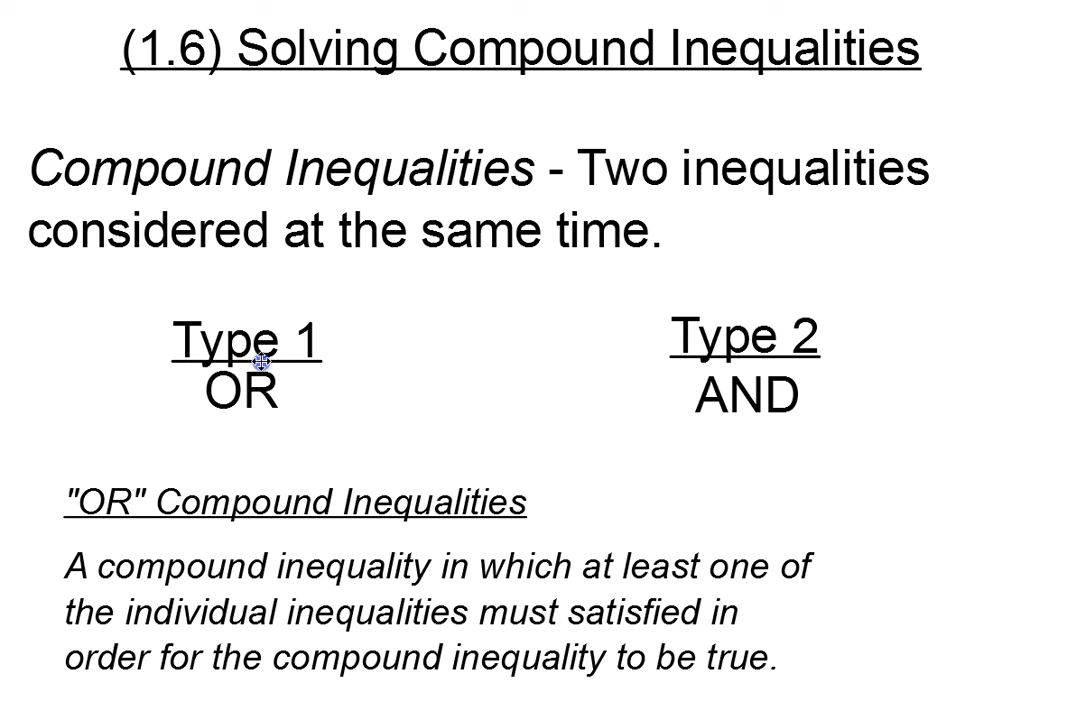 (1.6) Solving Compound Inequalities
Compound Inequalities - Two inequalities
considered at the same time.
Type 1
OR
Type 2
AND
"OR" Compound Inequalities
A compound inequality in which at least one of
the individual inequalities must satisfied in
order for the compound inequality to be true.